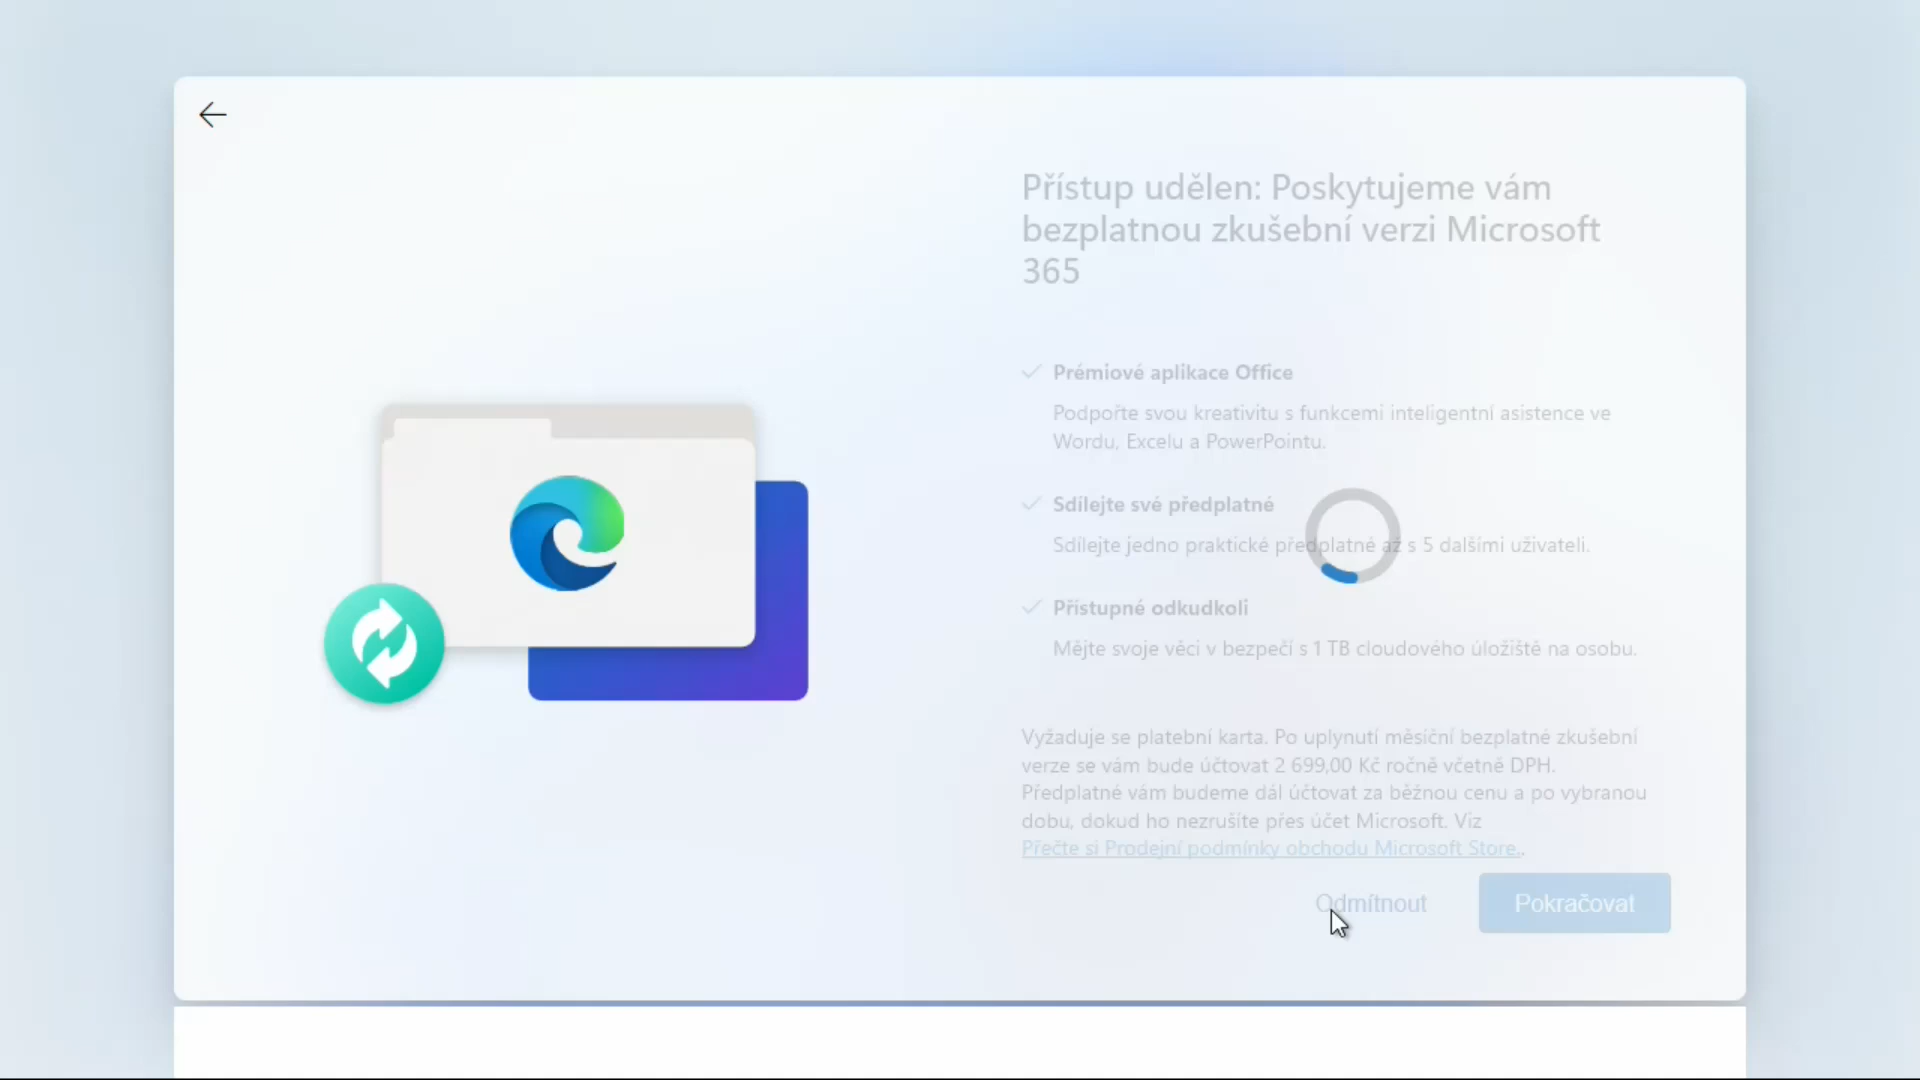 Přístup udělen: Poskytujeme vám
bezplatnou zkušební verzi Microsoft
365
Prémiové aplikace Office
Podpořte svou kreativitu s funkcemi inteligentní asistence ve
Wordu, Excelu a PowerPointu.
Sdílejte své předplatné
Sdílejte jedno praktické předplatné až s 5 dalšími uživateli.
Přístupné odkudkoli
Mějte svoje věci v bezpečí s 1 TB cloudového úložiště na osobu.
Vyžaduje se platební karta. Po uplynutí měsíční bezplatné zkušební
verze se vám bude účtovat 2 699,00 Kč ročně včetně DPH.
Předplatné vám budeme dál účtovat za běžnou cenu a po vybranou
dobu, dokud ho nezrušíte přes účet Microsoft. Viz
Přečte si Prodejní podmínky obchodu Microsoft Store..
Odmítnout
Pokračovat